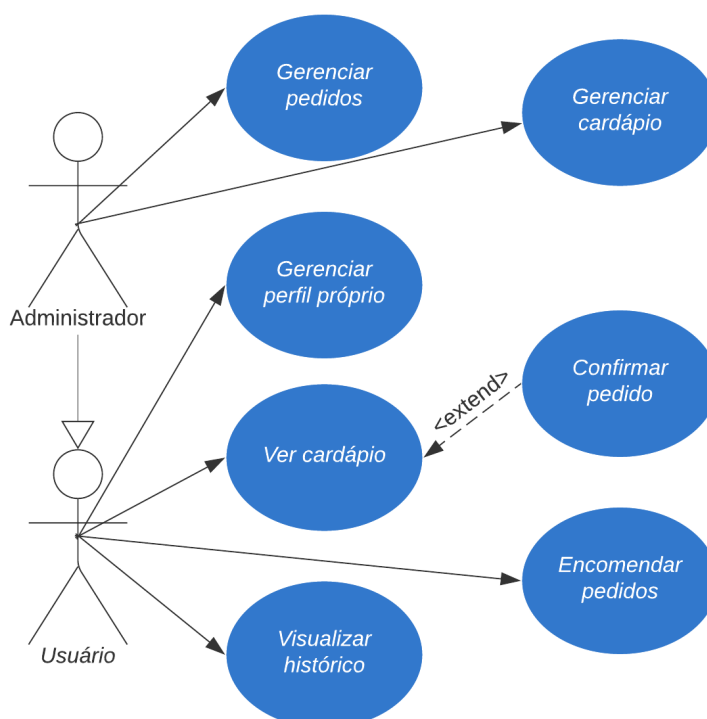 Gerenciar
pedidos
Gerenciar
cardápio
Administrador
Gerenciar
perfil próprio
Confirmar
pedido
<extend>
Ver cardápio
Encomendar
pedidos
Usuário
Visualizar
histórico